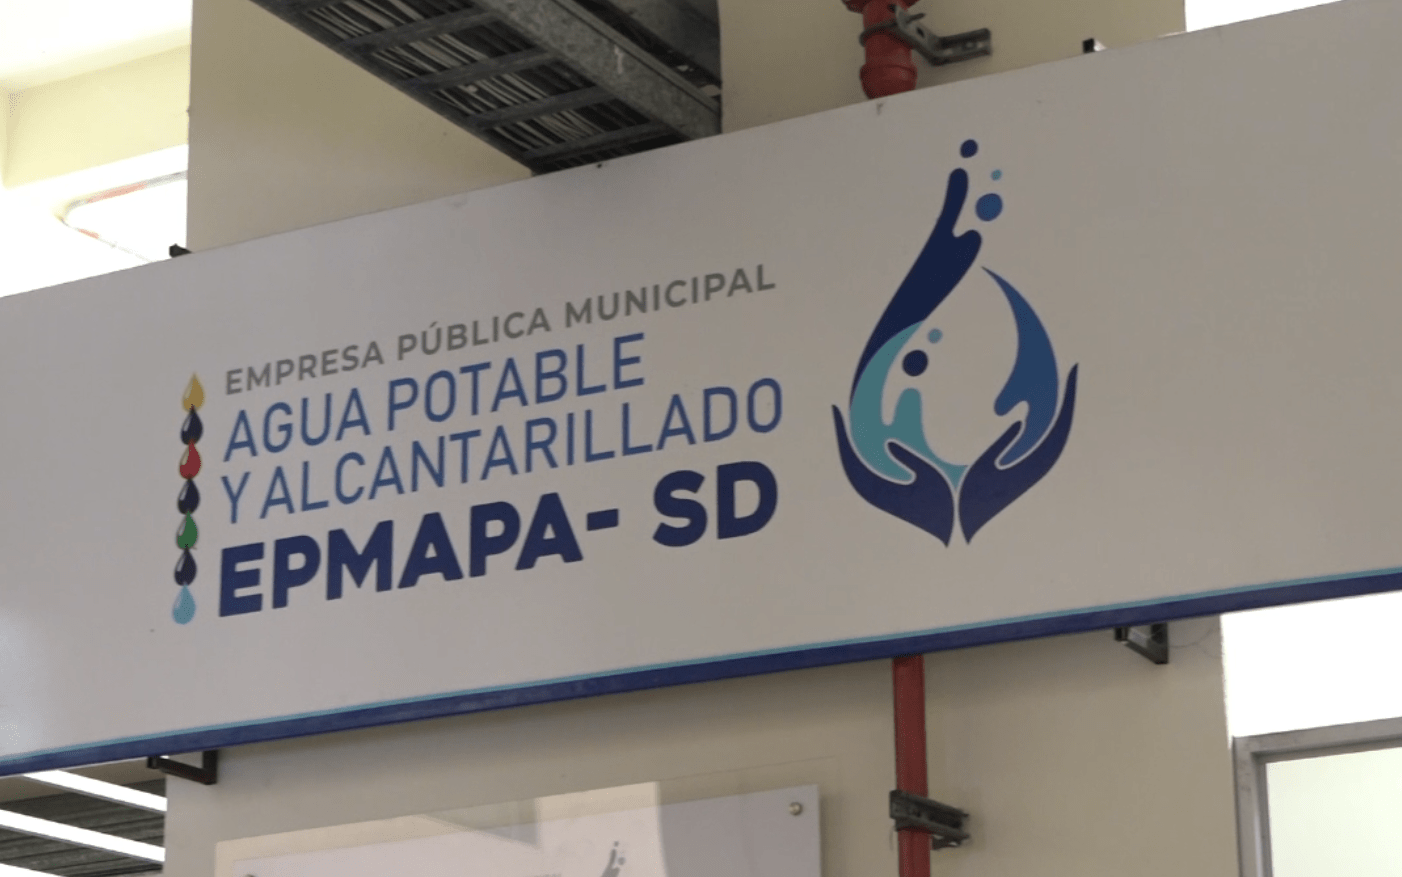 EMPRESA PÚBLICA MUNICIPAL
AGUA POTABLE
Y ALCANTARILLADO
EPMAPA- SD